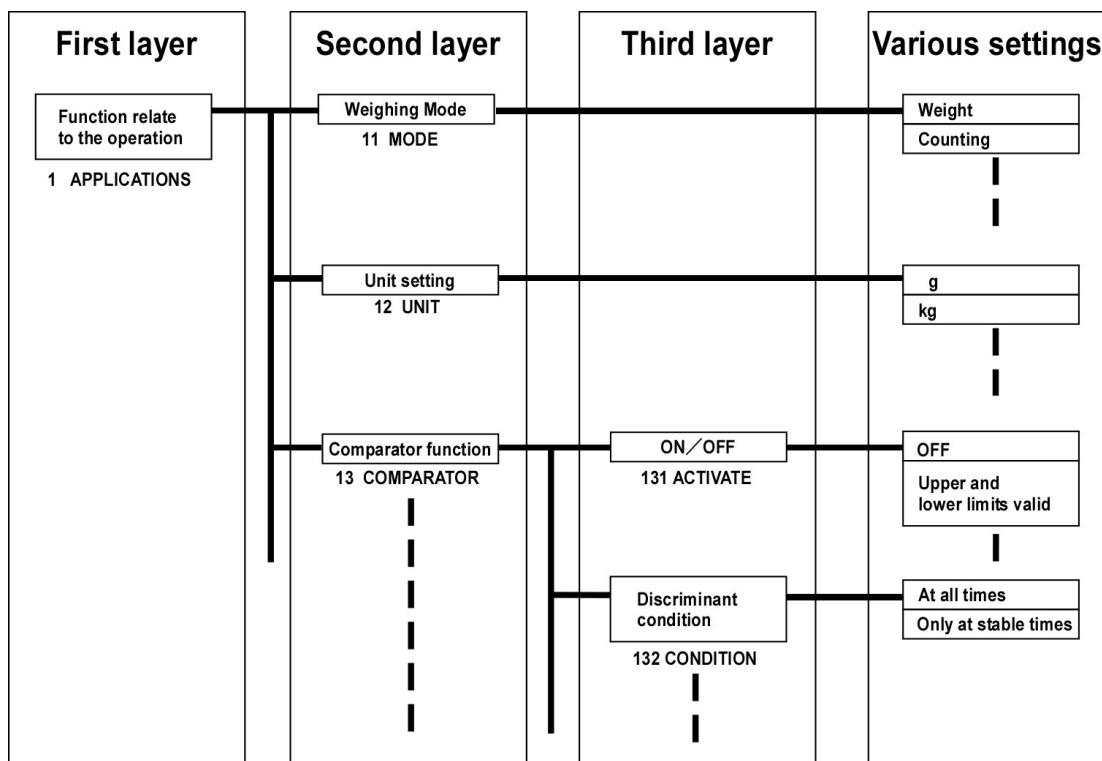 First layer
Second layer
Third layer
Various settings
Function relate
to the operation
1 APPLICATIONS
Weighing Mode
11 MODE
Weight
Counting
Unit setting
12 UNIT
g
kg
Comparator function
13 COMPARATOR
ON／OFF
131 ACTIVATE
OFF
Upper and
lower limits valid
Discriminant
condition
132 CONDITION
At all times
Only at stable times